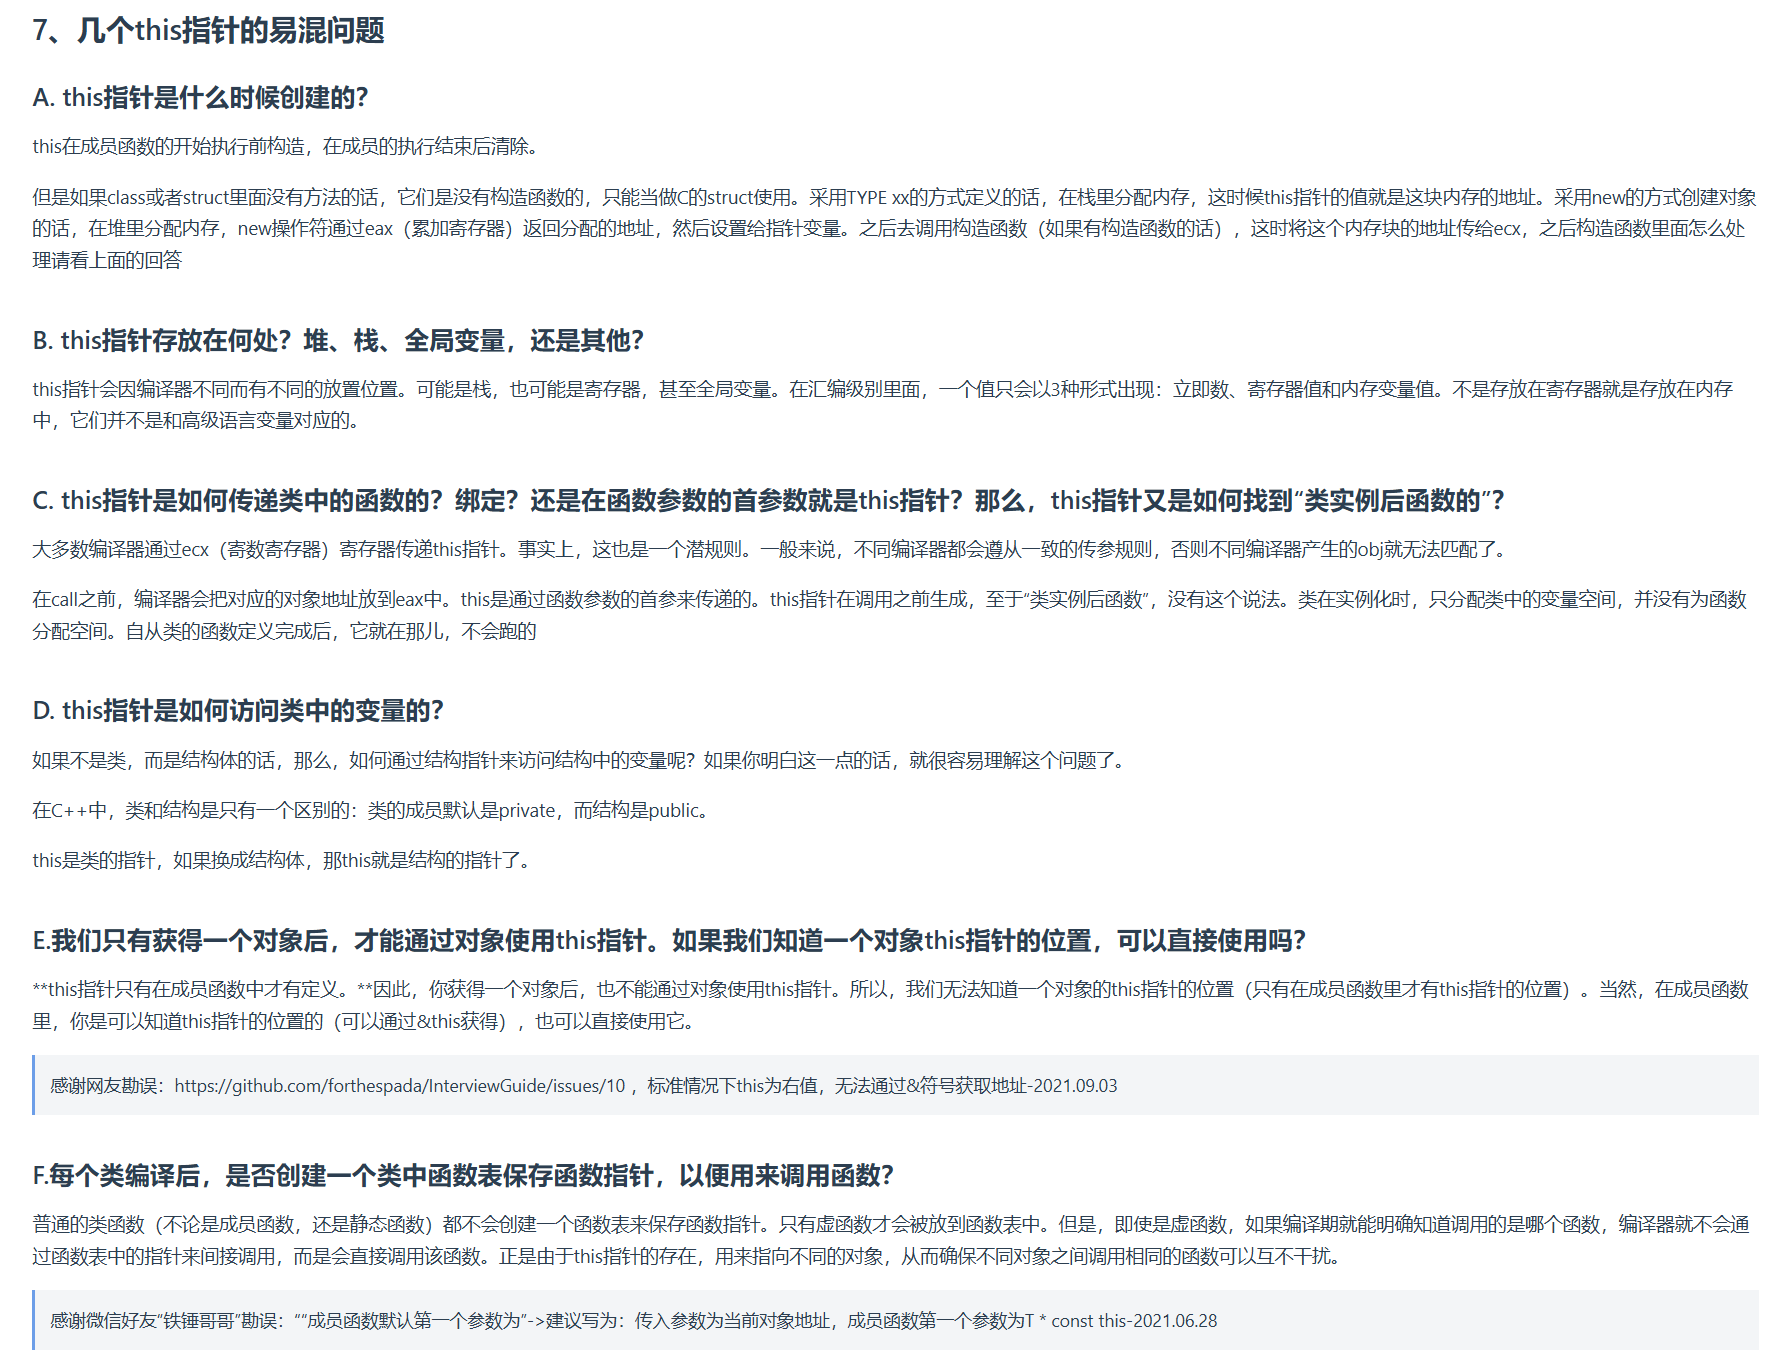 7、几个this指针的易混问题
A. this指针是什么时候创建的？
this在成员函数的开始执行前构造，在成员的执行结束后清除。
但是如果class或者struct里面没有方法的话，它们是没有构造函数的，只能当做C的struct使用。采用TYPE xx的方式定义的话，在栈里分配内存，这时候this指针的值就是这块内存的地址。采用new的方式创建对象
的话，在堆里分配内存，new操作符通过eax（累加寄存器）返回分配的地址，然后设置给指针变量。之后去调用构造函数（如果有构造函数的话），这时将这个内存块的地址传给ecx，之后构造函数里面怎么处
理请看上面的回答
B. this指针存放在何处？堆、栈、全局变量，还是其他？
this指针会因编译器不同而有不同的放置位置。可能是栈，也可能是寄存器，甚至全局变量。在汇编级别里面，一个值只会以3种形式出现：立即数、寄存器值和内存变量值。不是存放在寄存器就是存放在内存
中，它们并不是和高级语言变量对应的。
C. this指针是如何传递类中的函数的？绑定？还是在函数参数的首参数就是this指针？那么，this指针又是如何找到“类实例后函数的”？
大多数编译器通过ecx（寄数寄存器）寄存器传递this指针。事实上，这也是一个潜规则。一般来说，不同编译器都会遵从一致的传参规则，否则不同编译器产生的obj就无法匹配了。
在call之前，编译器会把对应的对象地址放到eax中。this是通过函数参数的首参来传递的。this指针在调用之前生成，至于“类实例后函数”，没有这个说法。类在实例化时，只分配类中的变量空间，并没有为函数
分配空间。自从类的函数定义完成后，它就在那儿，不会跑的
D. this指针是如何访问类中的变量的？
如果不是类，而是结构体的话，那么，如何通过结构指针来访问结构中的变量呢？如果你明白这一点的话，就很容易理解这个问题了。
在C++中，类和结构是只有一个区别的：类的成员默认是private，而结构是public。
this是类的指针，如果换成结构体，那this就是结构的指针了。
E.我们只有获得一个对象后，才能通过对象使用this指针。如果我们知道一个对象this指针的位置，可以直接使用吗？
**this指针只有在成员函数中才有定义。**因此，你获得一个对象后，也不能通过对象使用this指针。所以，我们无法知道一个对象的this指针的位置（只有在成员函数里才有this指针的位置）。当然，在成员函数
里，你是可以知道this指针的位置的（可以通过&this获得），也可以直接使用它。
感谢网友勘误：https://github.com/forthespada/InterviewGuide/issues/10 ，标准情况下this为右值，无法通过&符号获取地址-2021.09.03
F.每个类编译后，是否创建一个类中函数表保存函数指针，以便用来调用函数？
普通的类函数（不论是成员函数，还是静态函数）都不会创建一个函数表来保存函数指针。只有虚函数才会被放到函数表中。但是，即使是虚函数，如果编译期就能明确知道调用的是哪个函数，编译器就不会通
过函数表中的指针来间接调用，而是会直接调用该函数。正是由于this指针的存在，用来指向不同的对象，从而确保不同对象之间调用相同的函数可以互不干扰。
感谢微信好友“铁锤哥哥”勘误：““成员函数默认第一个参数为”->建议写为：传入参数为当前对象地址，成员函数第一个参数为T * const this-2021.06.28